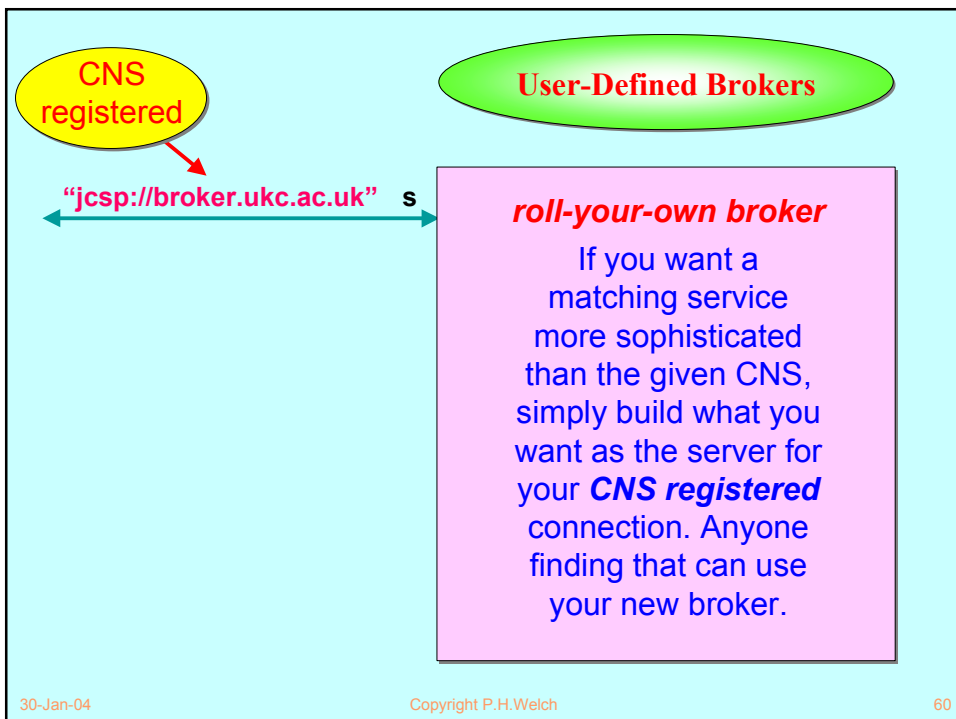 CNS
registered
User-Defined Brokers
“jcsp://broker.ukc.ac.uk” s
roll-your-own broker
If you want a
matching service
more sophisticated
than the given CNS,
simply build what you
want as the server for
your CNS registered
connection. Anyone
finding that can use
your new broker.
30-Jan-04 Copyright P.H.Welch 60